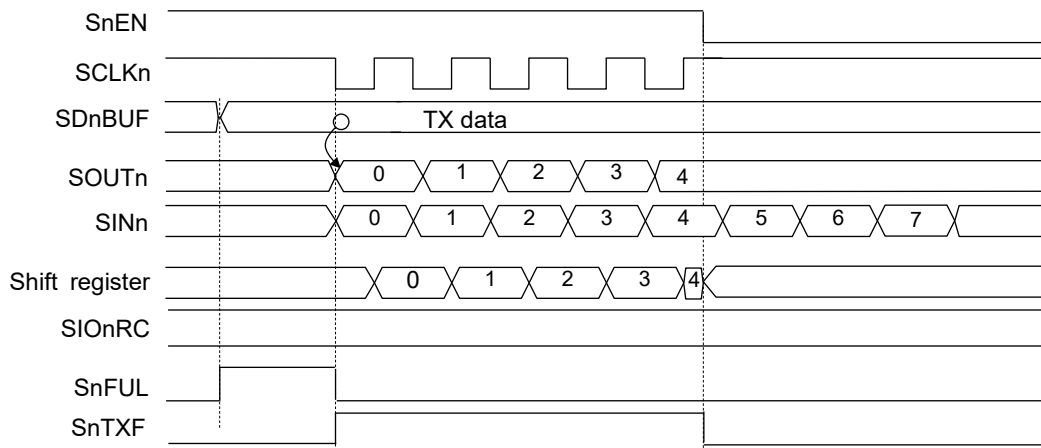 SnEN
SCLKn
SDnBUF TX data
SOUTn 0 1 2 3 4
SINn 0 1 2 3 4 5 6 7
Shift register 0 1 2 3 4
SIOnRC
SnFUL
SnTXF